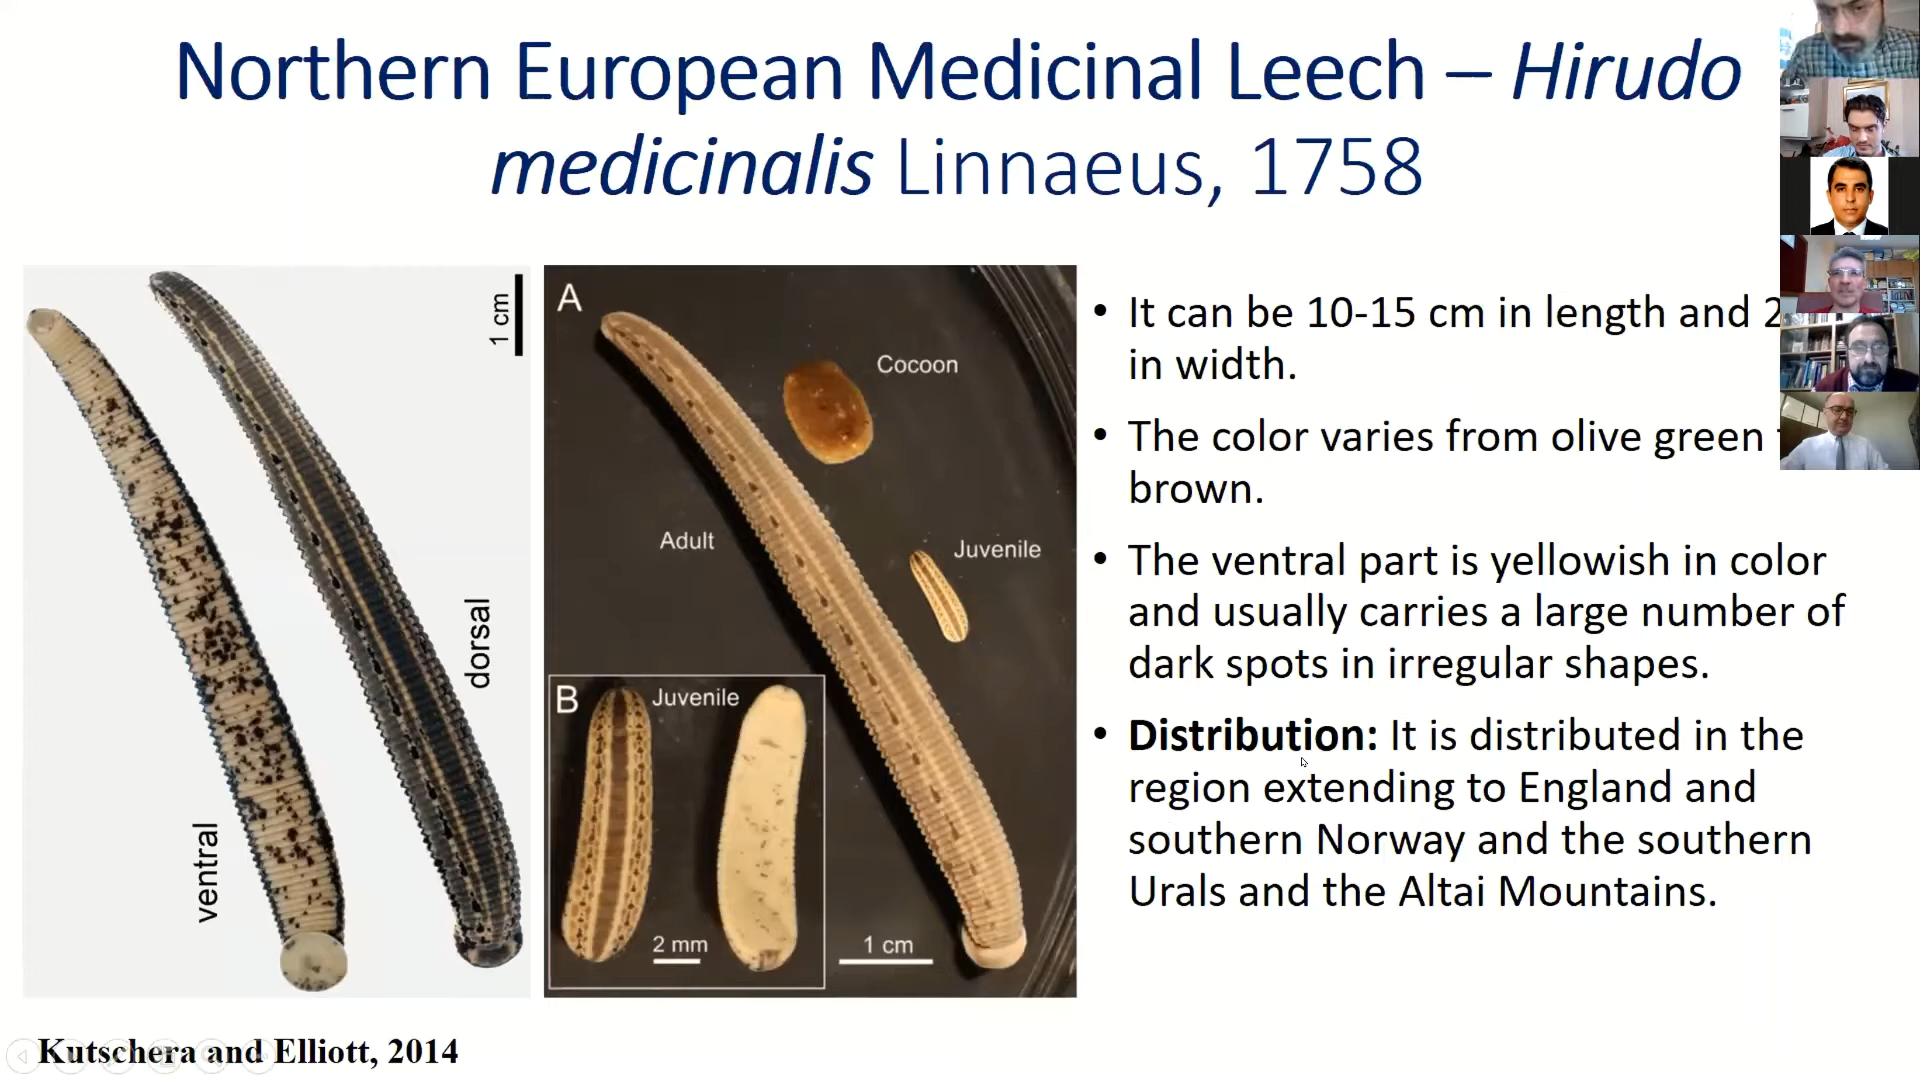 Northern European Medicinal Leech – Hirudo
medicinalis Linnaeus, 1758
1 cm
dorsal
ventral
A
Cocoon
Adult
Juvenile
B
Juvenile
2 mm
1 cm
• It can be 10-15 cm in length and 2
in width.
• The color varies from olive green
brown.
• The ventral part is yellowish in color
and usually carries a large number of
dark spots in irregular shapes.
• Distribution: It is distributed in the
region extending to England and
southern Norway and the southern
Urals and the Altai Mountains.
Kutschera and Elliott, 2014